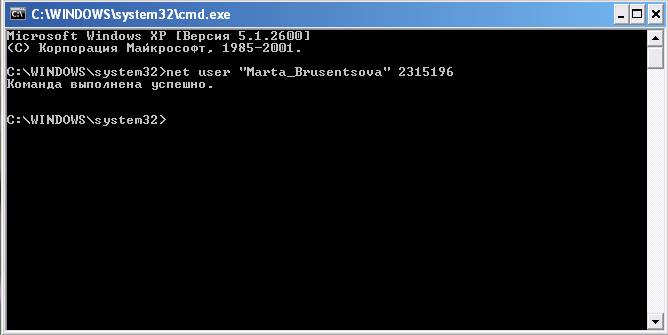 C:\WINDOWS\system32\cmd.exe
Microsoft Windows XP [Версия 5.1.2600]
(С) Корпорация Майкрософт, 1985-2001.
C:\WINDOWS\system32>net user "Marta_Brusentsova" 2315196
Команда выполнена успешно.
C:\WINDOWS\system32>